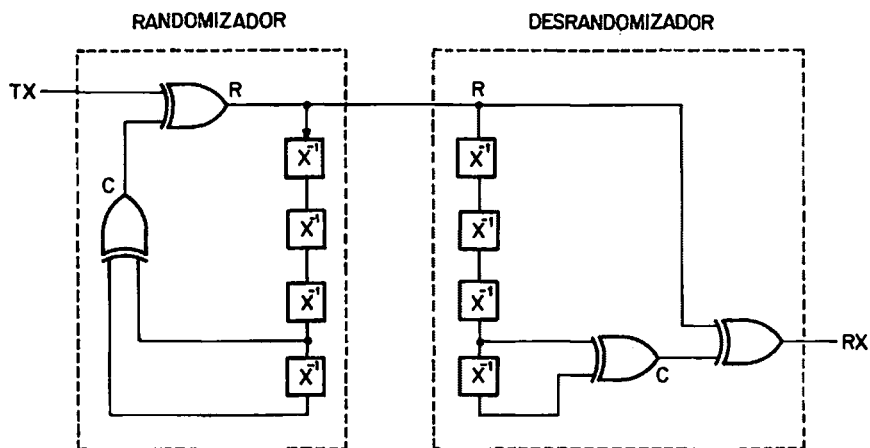 RANDOMIZADOR
DESRANDOMIZADOR
TX
R
R
X⁻¹
X⁻¹
X⁻¹
X⁻¹
X⁻¹
X⁻¹
X⁻¹
X⁻¹
C
C
RX